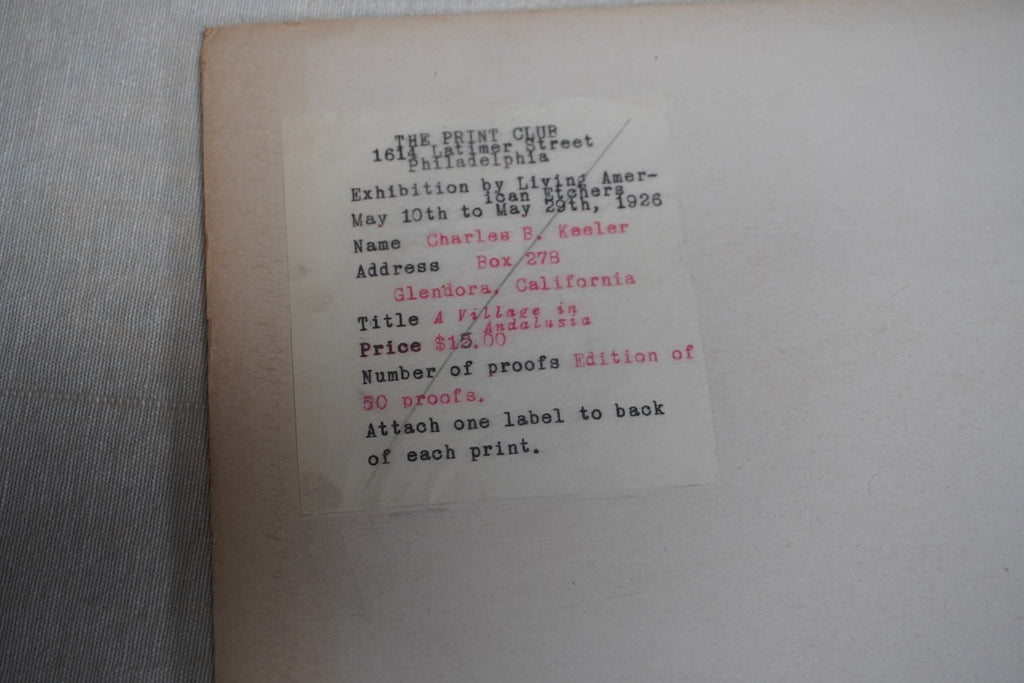 THE PRINT CLUB
1614 Latimer Street
Philadelphia
Exhibition by Living Amer-
ican Etchers
May 10th to May 29th, 1926
Name Charles B. Keeler
Address Box 278
Glendora, California
Title A Village in
Andalusia
Price $15.00
Number of proofs Edition of
50 proofs.
Attach one label to back
of each print.